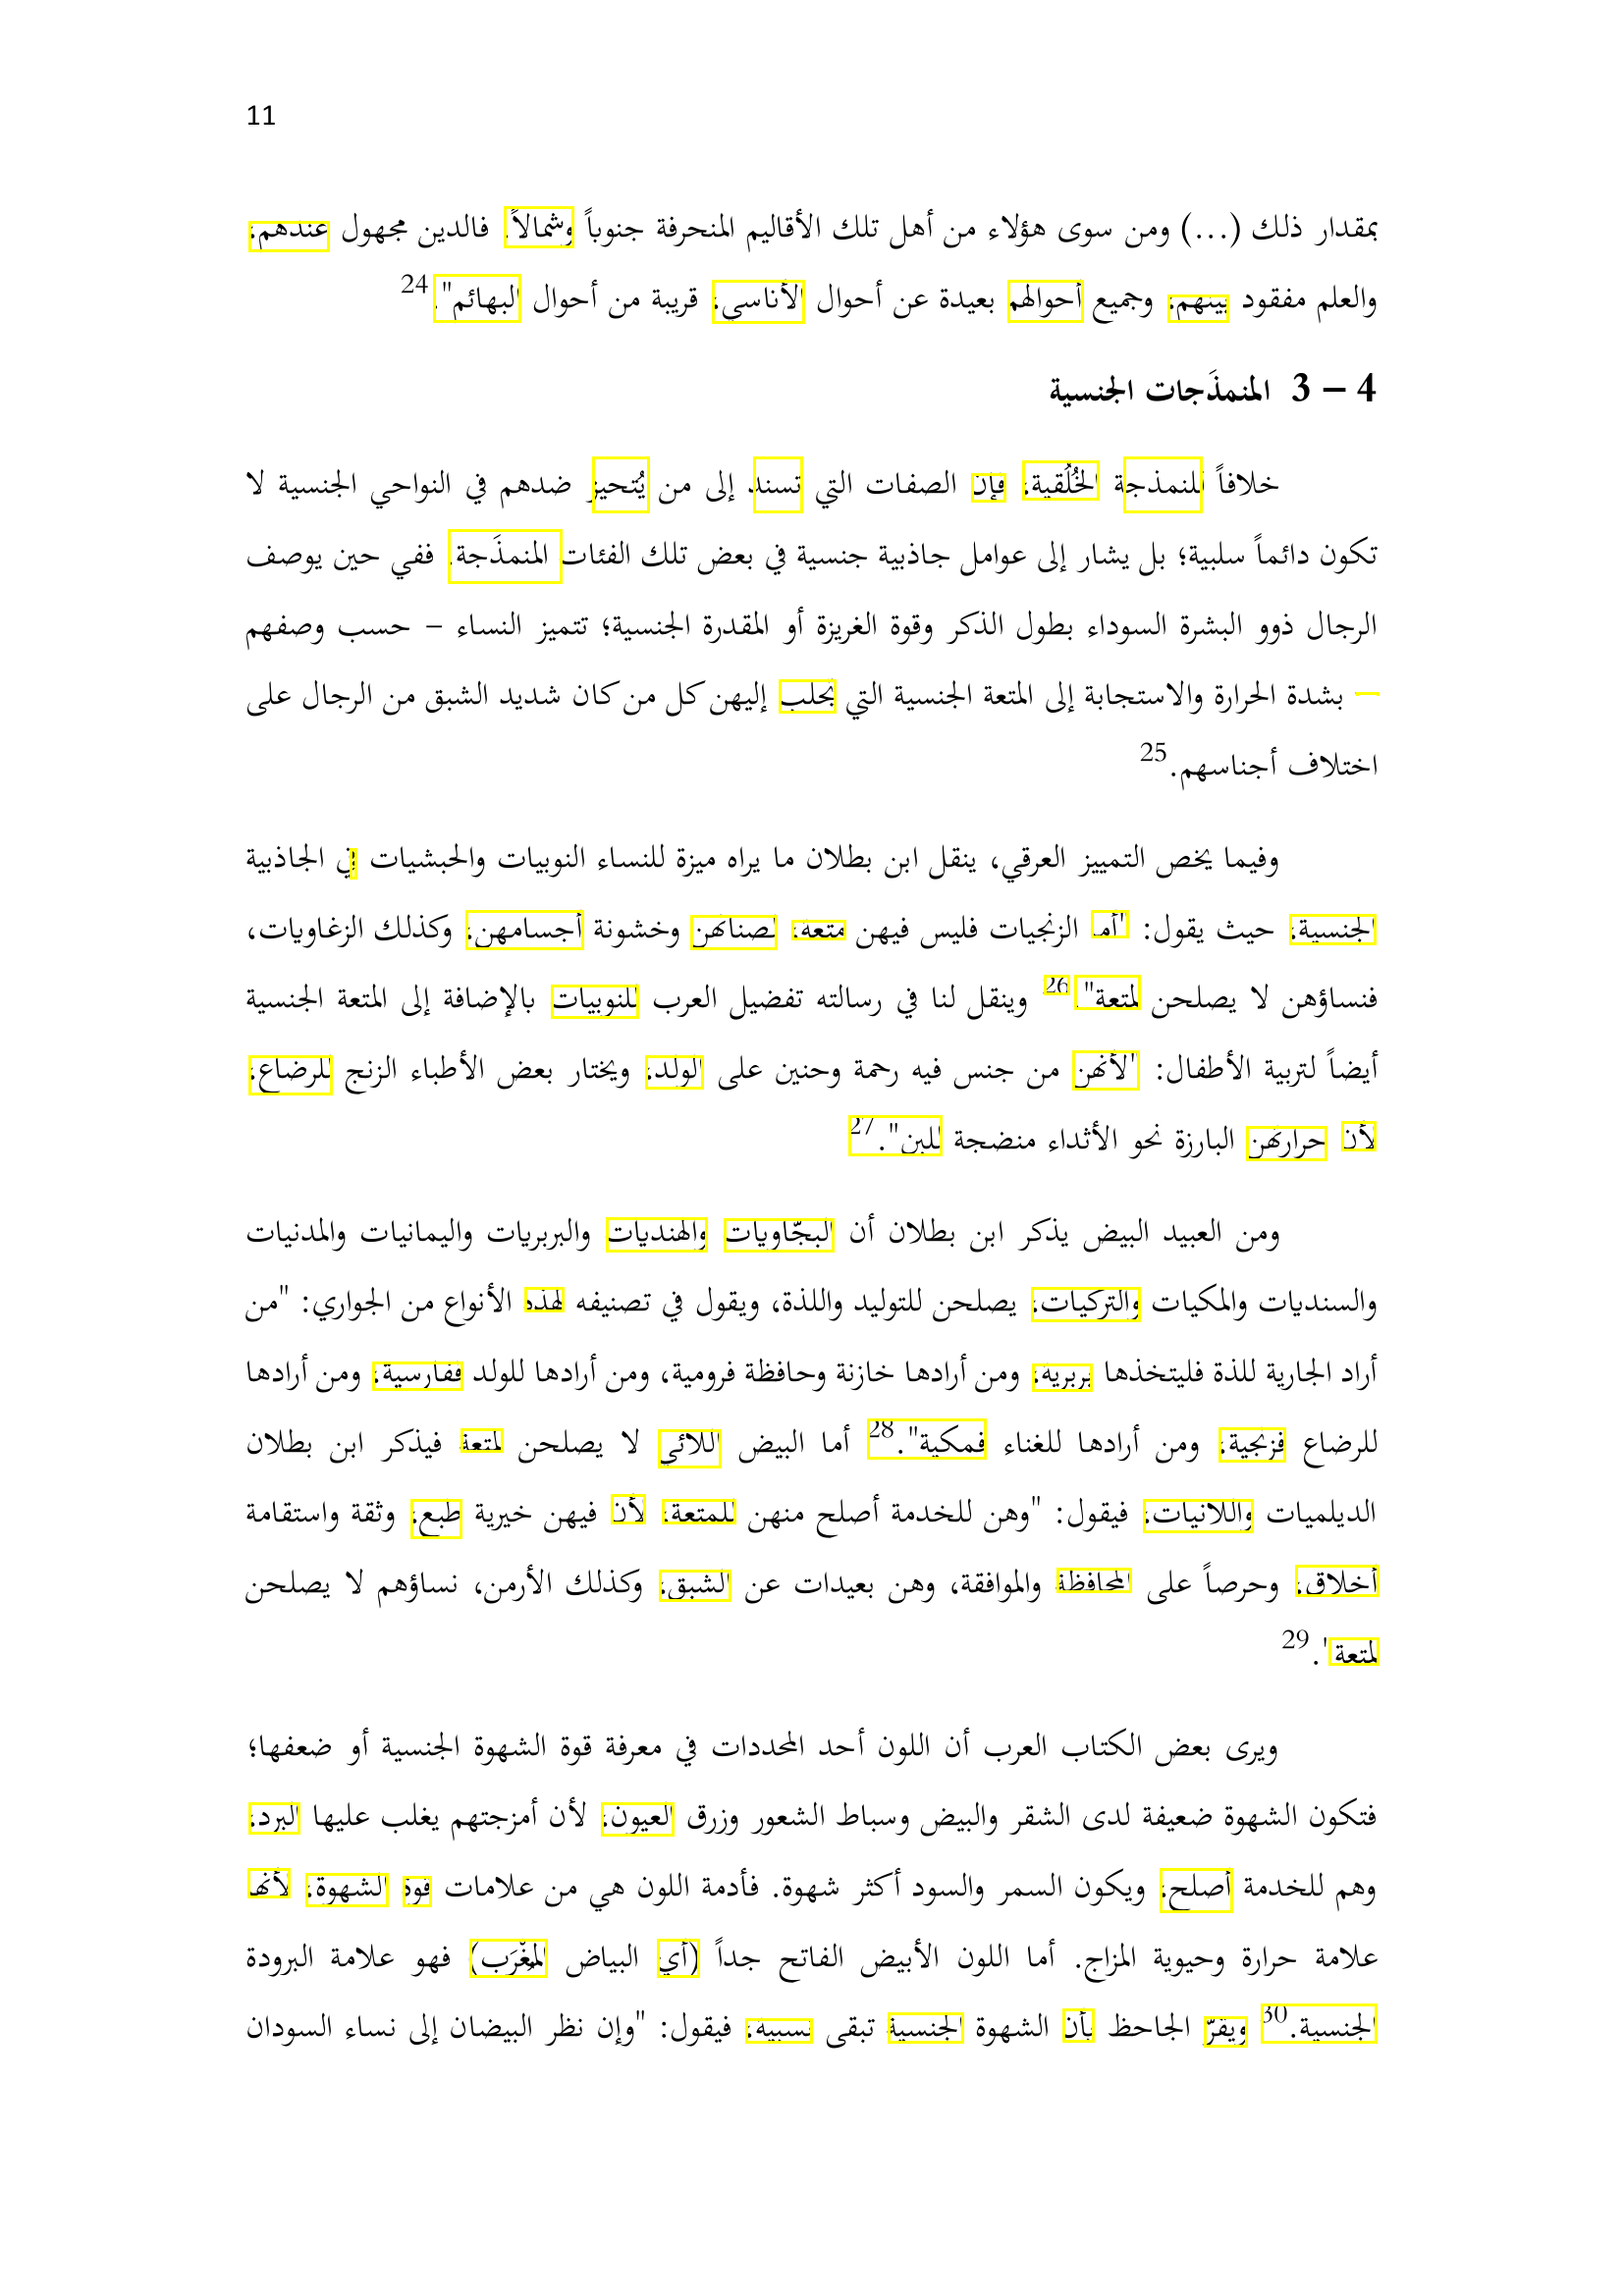 11
بمقدار ذلك (...) ومن سوى هؤلاء من أهل تلك الأقاليم المنحرفة جنوباً وشمالاً. فالدين مجهول عندهم،
والعلم مفقود بينهم، وجميع أحوالهم بعيدة عن أحوال الأناسي، قريبة من أحوال البهائم".24
4 – 3 المنمذَجات الجنسية
خلافاً للنمذجة الخُلُقية، فإن الصفات التي تسند إلى من يُتحيز ضدهم في النواحي الجنسية لا
تكون دائماً سلبية؛ بل يشار إلى عوامل جاذبية جنسية في بعض تلك الفئات المنمذَجة. ففي حين يوصف
الرجال ذوو البشرة السوداء بطول الذكر وقوة الغريزة أو المقدرة الجنسية؛ تتميز النساء – حسب وصفهم
– بشدة الحرارة والاستجابة إلى المتعة الجنسية التي تجلب إليهن كل من كان شديد الشبق من الرجال على
اختلاف أجناسهم.25
وفيما يخص التمييز العرقي، ينقل ابن بطلان ما يراه ميزة للنساء النوبيات والحبشيات في الجاذبية
الجنسية، حيث يقول: "أما الزنجيات فليس فيهن متعة، لصنانهن وخشونة أجسامهن، وكذلك الزغاويات،
فنساؤهن لا يصلحن لمتعة".26 وينقل لنا في رسالته تفضيل العرب للنوبيات بالإضافة إلى المتعة الجنسية
أيضاً لتربية الأطفال: "لأنهن من جنس فيه رحمة وحنين على الولد، ويختار بعض الأطباء الزنج للرضاع،
لأن حرارتهن البارزة نحو الأثداء منضجة للبن".27
ومن العبيد البيض يذكر ابن بطلان أن البجّاويات والهنديات والبربريات واليمانيات والمدنيات
والسنديات والمكيات والتركيات، يصلحن للتوليد واللذة، ويقول في تصنيفه لهذه الأنواع من الجواري: "من
أراد الجارية للذة فليتخذها بربرية، ومن أرادها خازنة وحافظة فرومية، ومن أرادها للولد ففارسية، ومن أرادها
للرضاع فزنجية، ومن أرادها للغناء فمكية".28 أما البيض اللائي لا يصلحن لمتعة فيذكر ابن بطلان
الديلميات واللانيات، فيقول: "وهن للخدمة أصلح منهن للمتعة، لأن فيهن خيرية طبع، وثقة واستقامة
أخلاق، وحرصاً على المحافظة والموافقة، وهن بعيدات عن الشبق، وكذلك الأرمن، نساؤهم لا يصلحن
لمتعة".29
ويرى بعض الكتاب العرب أن اللون أحد المحددات في معرفة قوة الشهوة الجنسية أو ضعفها؛
فتكون الشهوة ضعيفة لدى الشقر والبيض وسباط الشعور وزرق العيون، لأن أمزجتهم يغلب عليها البرد،
وهم للخدمة أصلح، ويكون السمر والسود أكثر شهوة. فأدمة اللون هي من علامات قوة الشهوة، لأنها
علامة حرارة وحيوية المزاج. أما اللون الأبيض الفاتح جداً (أي البياض المُغْرَب) فهو علامة البرودة
الجنسية.30 ويقرّ الجاحظ بأن الشهوة الجنسية تبقى نسبية، فيقول: "وإن نظر البيضان إلى نساء السودان